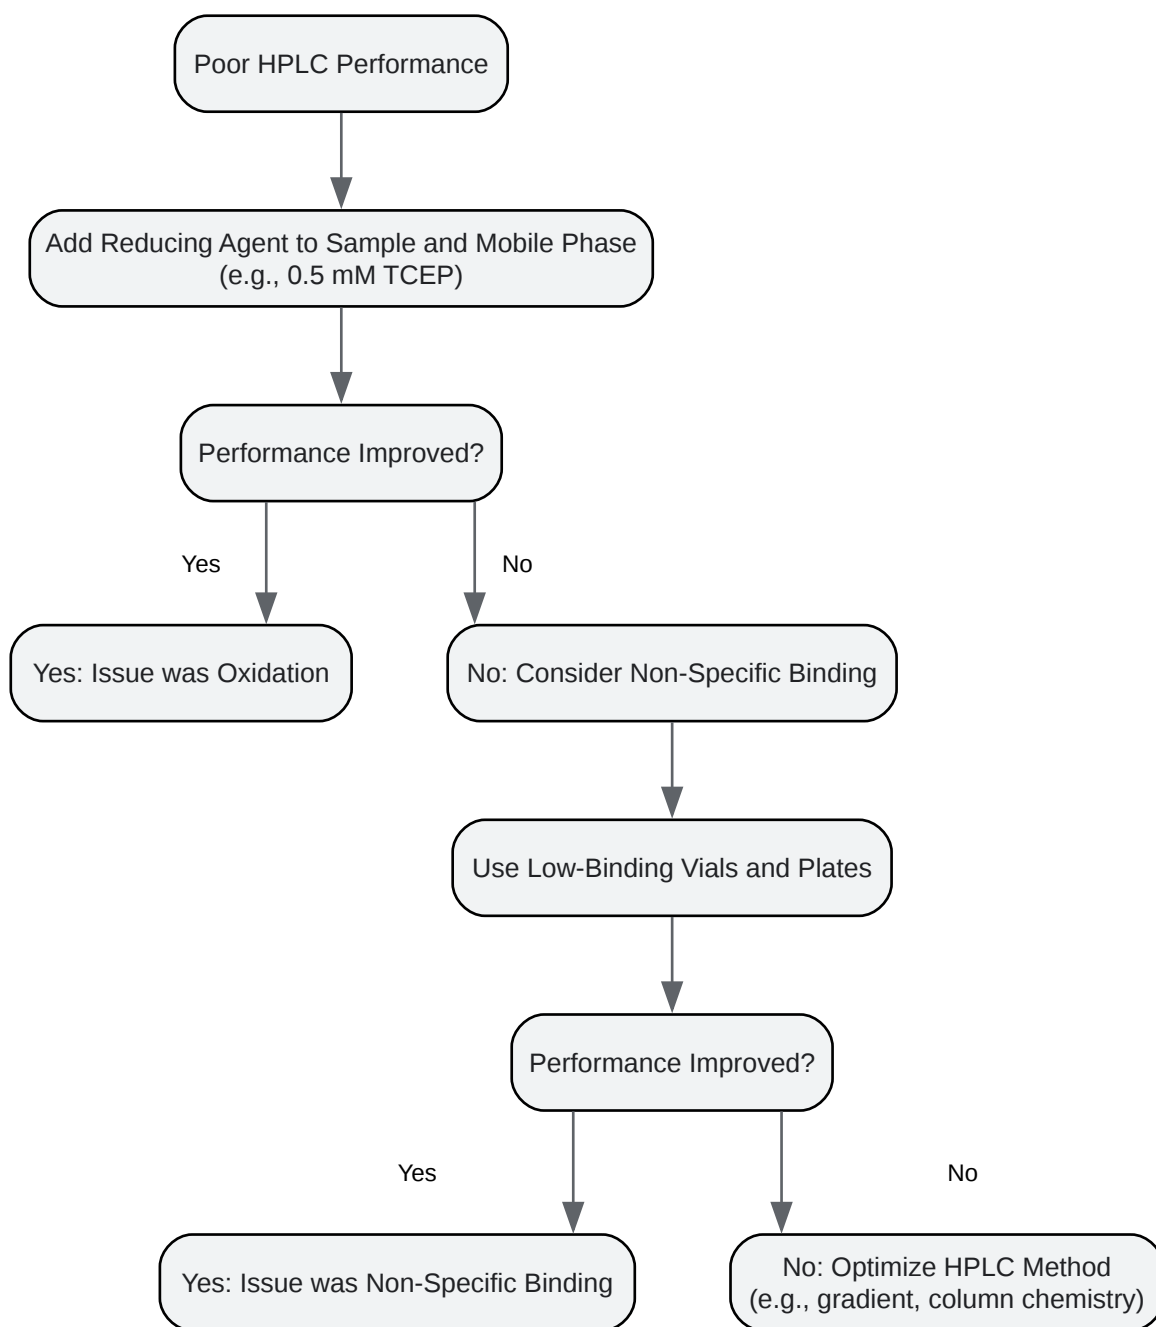 Poor HPLC Performance
Add Reducing Agent to Sample and Mobile Phase
(e.g., 0.5 mM TCEP)
Performance Improved?
Yes
No
Yes: Issue was Oxidation
No: Consider Non-Specific Binding
Use Low-Binding Vials and Plates
Performance Improved?
Yes
No
Yes: Issue was Non-Specific Binding
No: Optimize HPLC Method
(e.g., gradient, column chemistry)